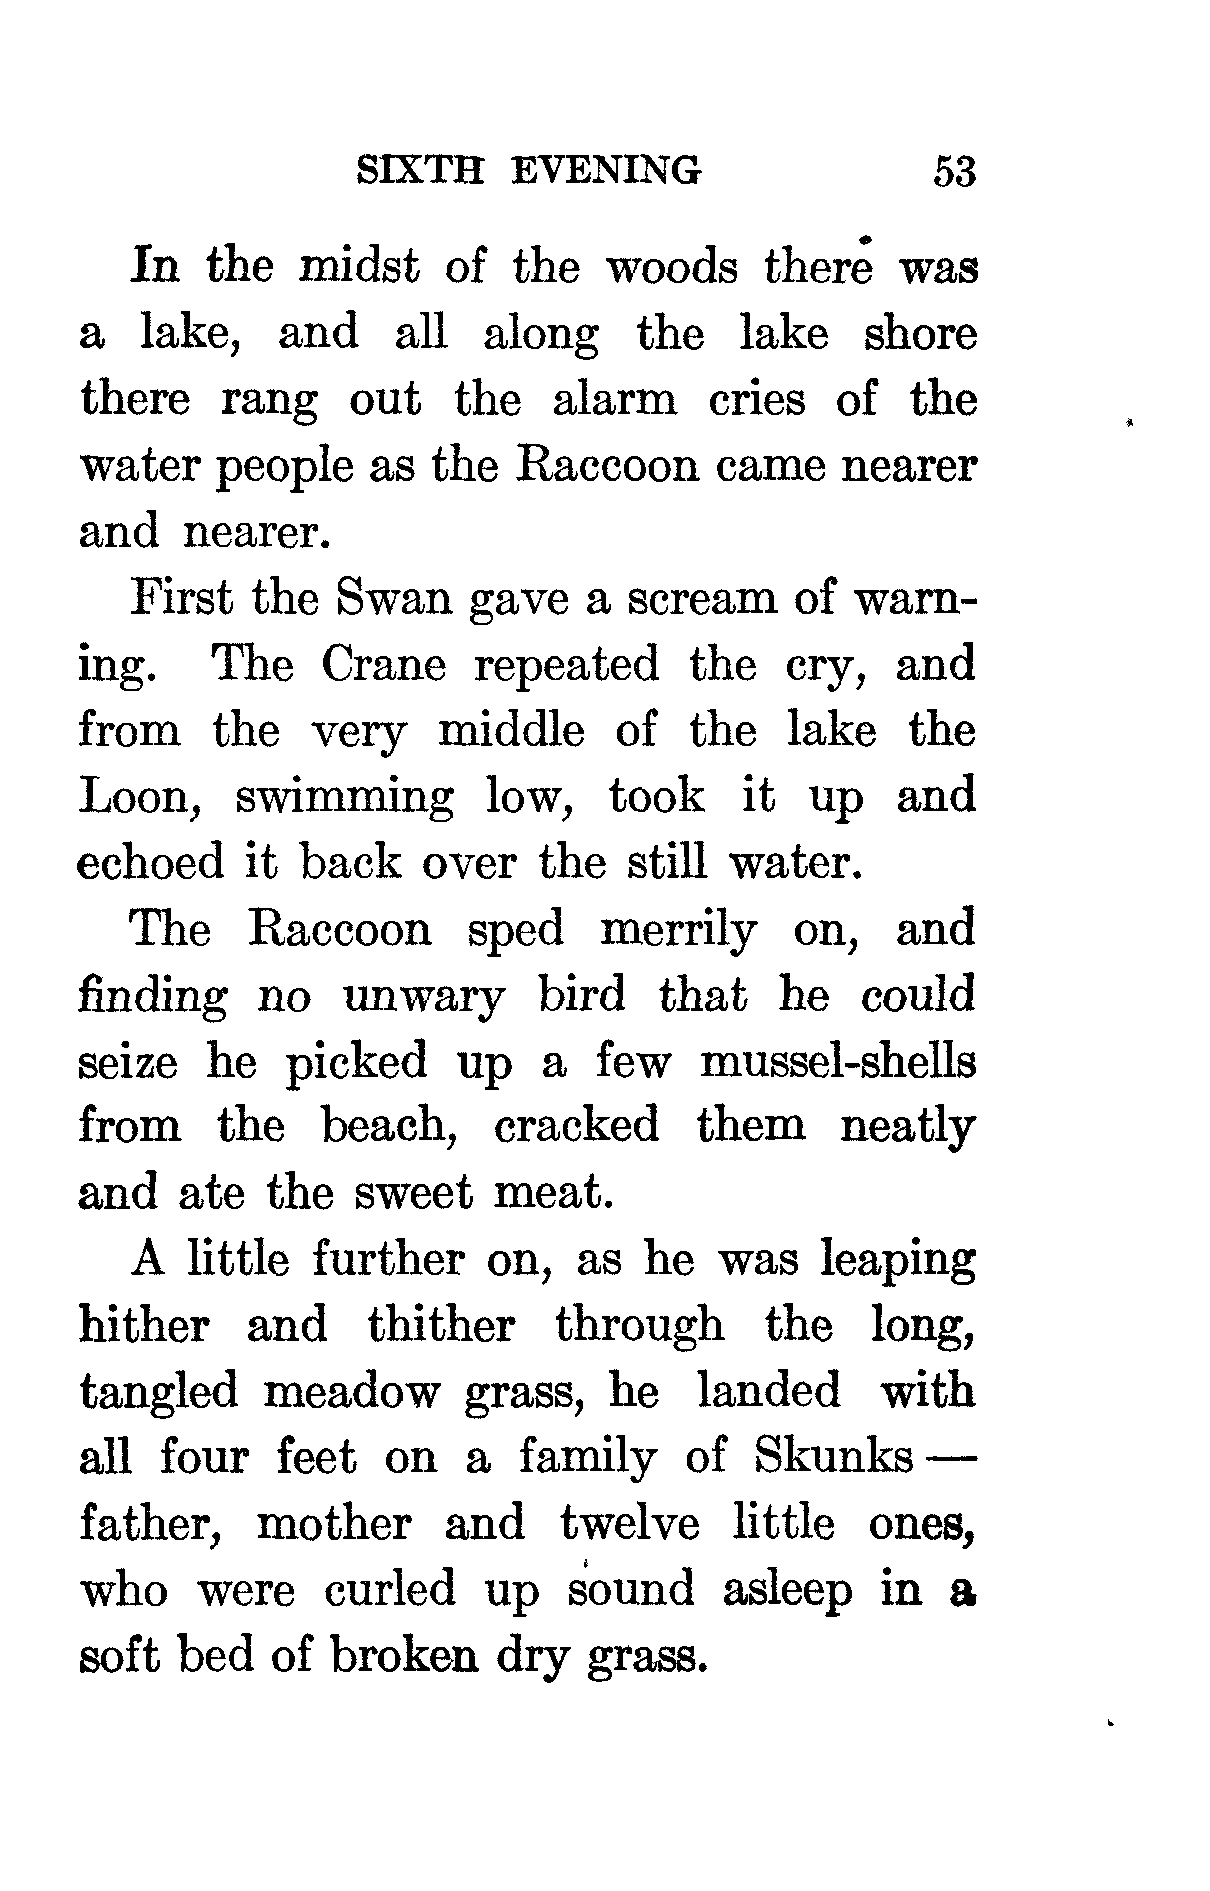 SIXTH EVENING 53
In the midst of the woods there was
a lake, and all along the lake shore
there rang out the alarm cries of the
water people as the Raccoon came nearer
and nearer.
First the Swan gave a scream of warn-
ing. The Crane repeated the cry, and
from the very middle of the lake the
Loon, swimming low, took it up and
echoed it back over the still water.
The Raccoon sped merrily on, and
finding no unwary bird that he could
seize he picked up a few mussel-shells
from the beach, cracked them neatly
and ate the sweet meat.
A little further on, as he was leaping
hither and thither through the long,
tangled meadow grass, he landed with
all four feet on a family of Skunks —
father, mother and twelve little ones,
who were curled up sound asleep in a
soft bed of broken dry grass.